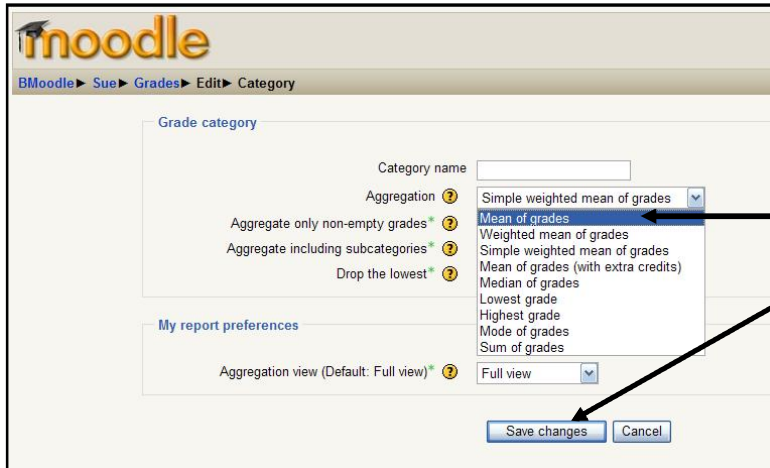 moodle
BMoodle► Sue► Grades► Edit► Category
Grade category
Category name
Aggregation ? Simple weighted mean of grades
Aggregate only non-empty grades* ?
Aggregate including subcategories* ?
Drop the lowest* ?
Mean of grades
Weighted mean of grades
Simple weighted mean of grades
Mean of grades (with extra credits)
Median of grades
Lowest grade
Highest grade
Mode of grades
Sum of grades
My report preferences
Aggregation view (Default: Full view)* ? Full view
Save changes Cancel